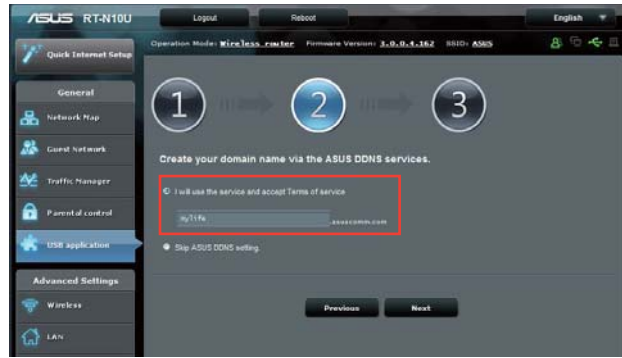 ASUS RT-N10U
Logout Reboot English
Operation Mode: Wireless router Firmware Version: 3.0.0.4.162 SSID: ASUS
Quick Internet Setup
General
Network Map
Guest Network
Traffic Manager
Parental control
USB application
Advanced Settings
Wireless
LAN
1 2 3
Create your domain name via the ASUS DDNS services.
I will use the service and accept Terms of service
mylife .asuscomm.com
Skip ASUS DDNS setting.
Previous Next